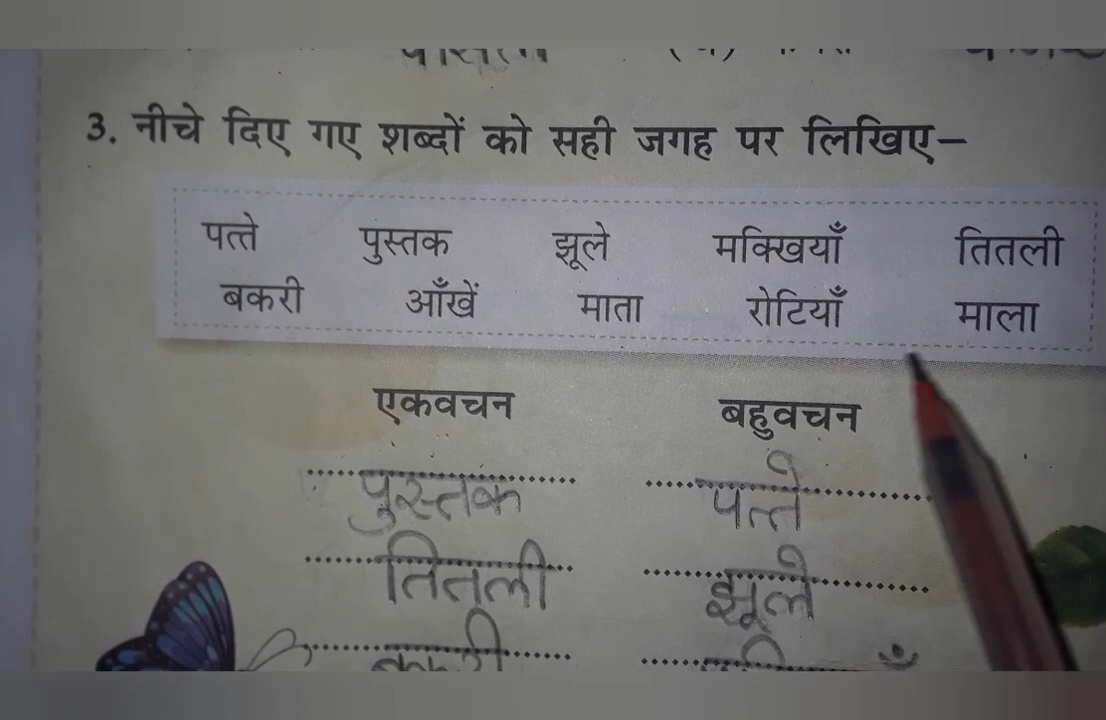 3. नीचे दिए गए शब्दों को सही जगह पर लिखिए–
पत्ते पुस्तक झूले मक्खियाँ तितली
बकरी आँखें माता रोटियाँ माला
एकवचन बहुवचन
पुस्तक पत्ते
तितली झूले